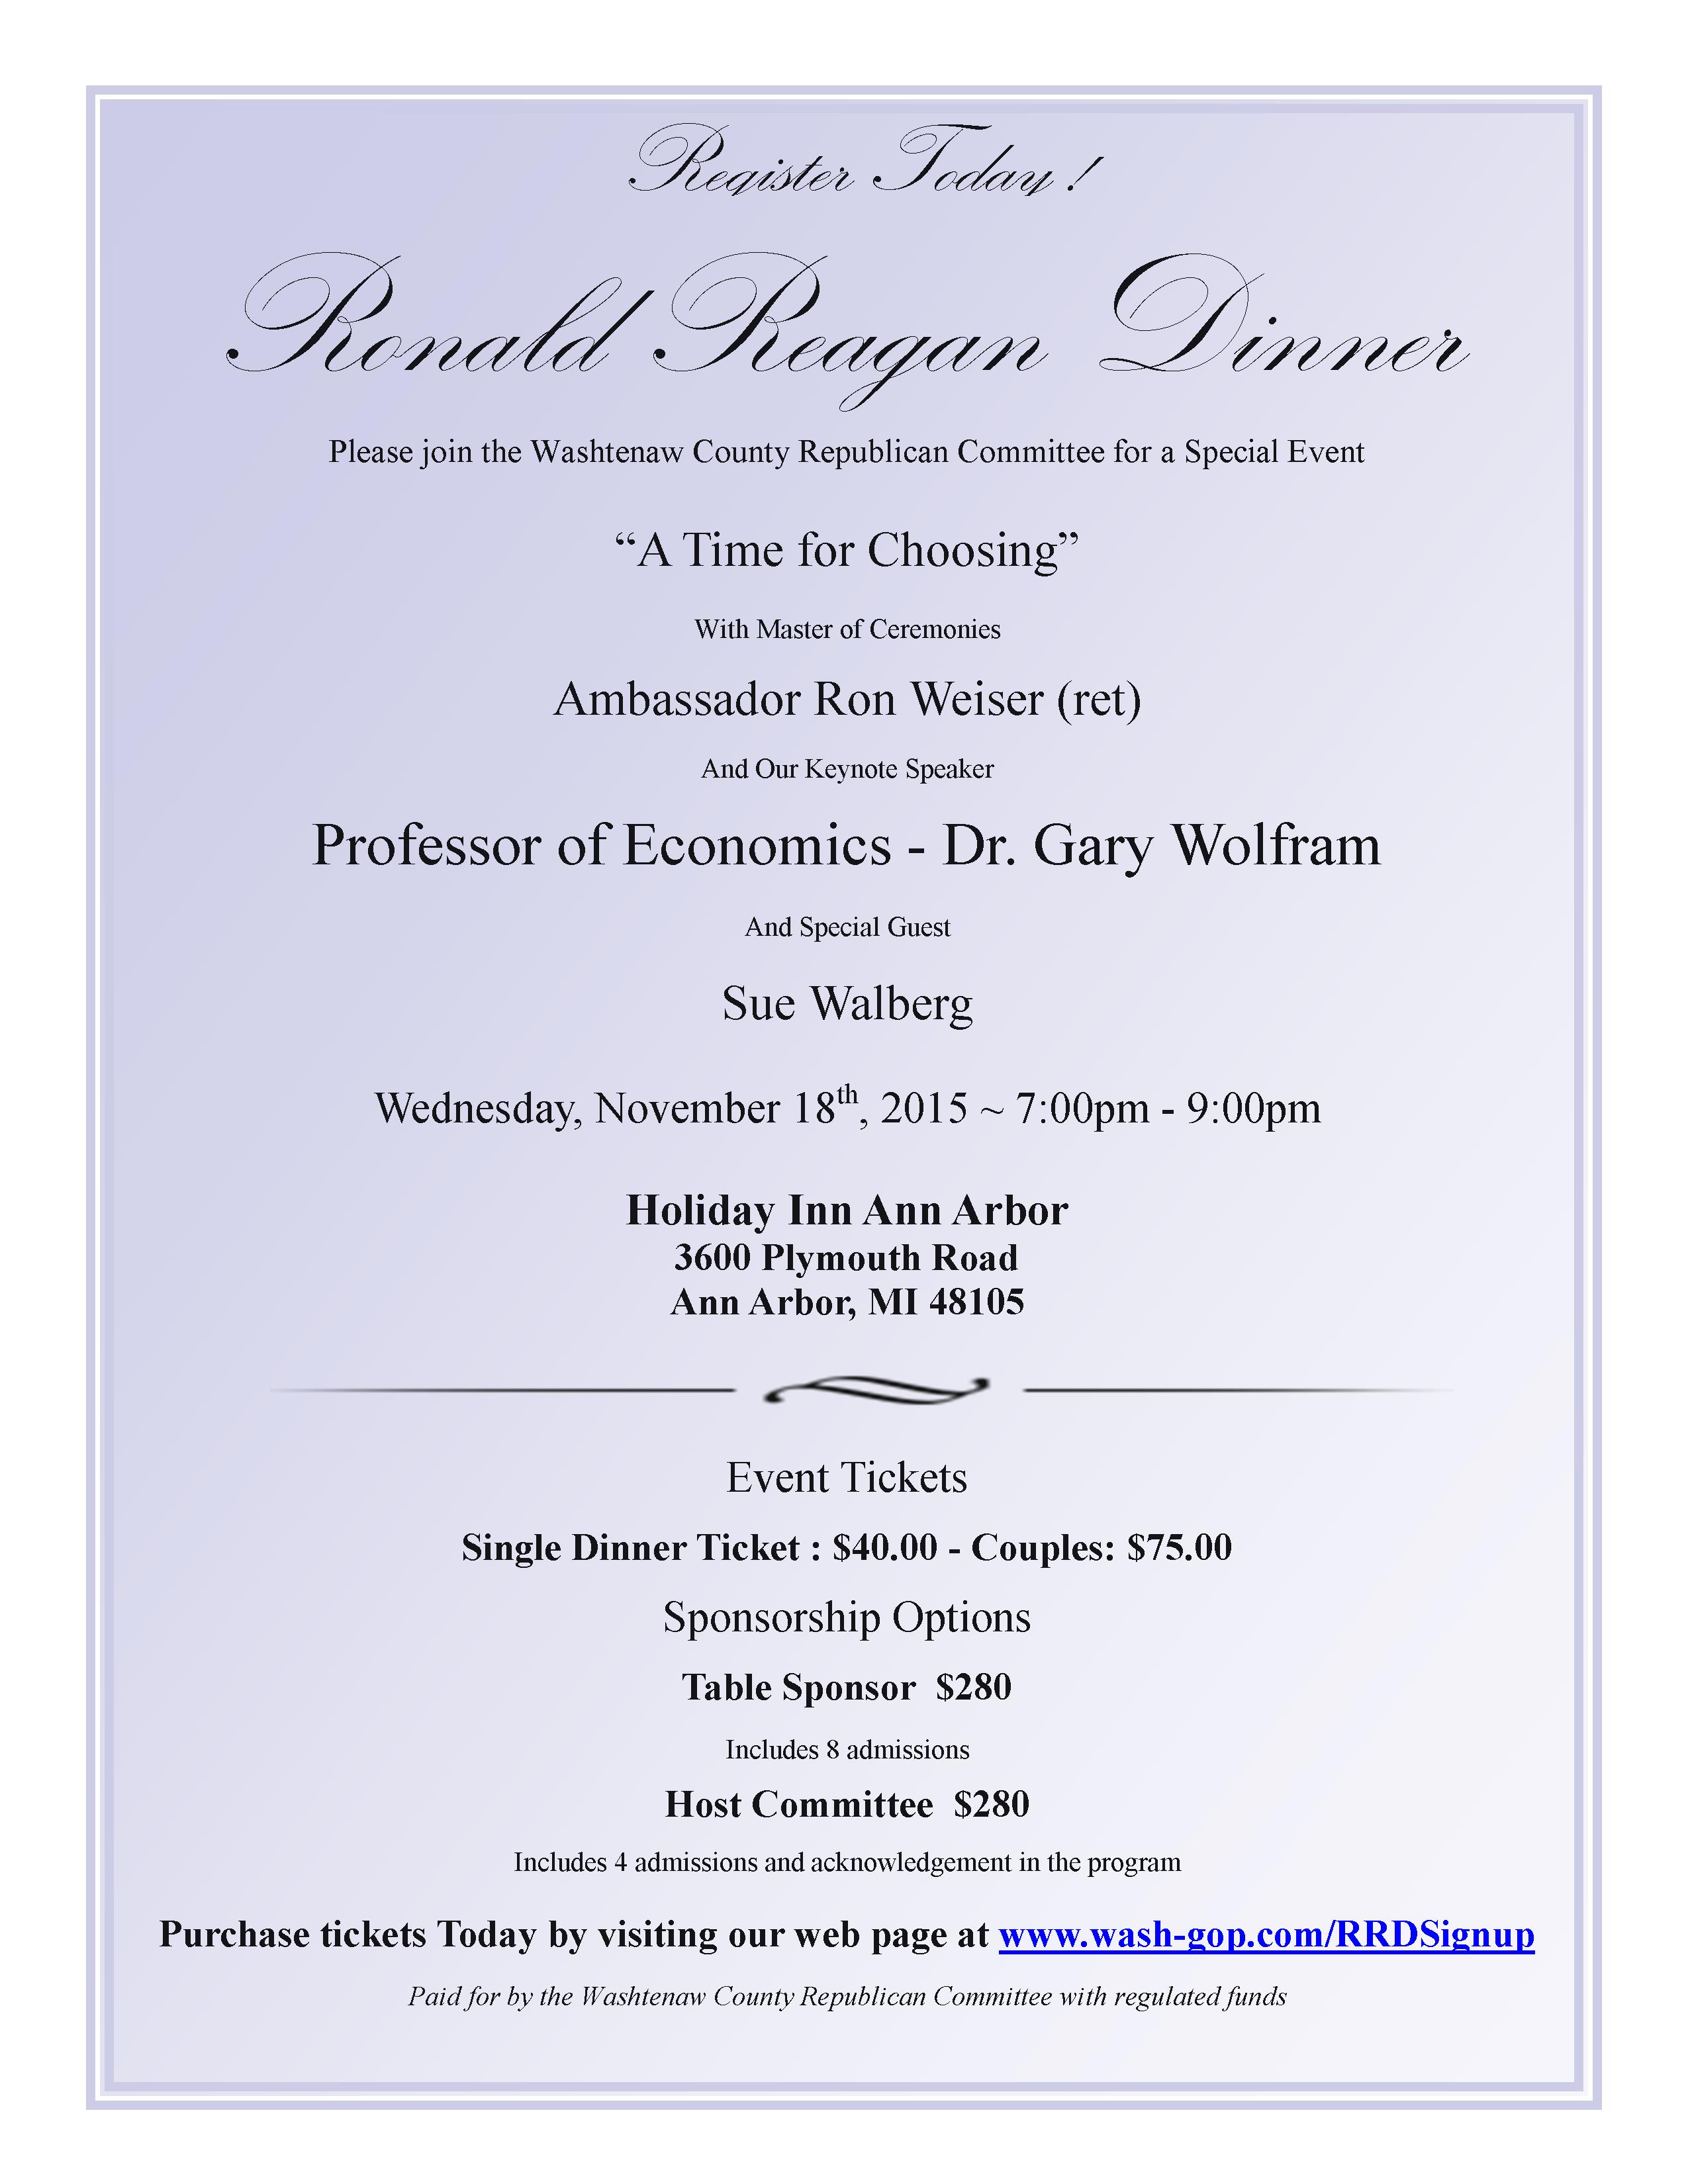 Register Today !
Ronald Reagan Dinner
Please join the Washtenaw County Republican Committee for a Special Event
“A Time for Choosing”
With Master of Ceremonies
Ambassador Ron Weiser (ret)
And Our Keynote Speaker
Professor of Economics - Dr. Gary Wolfram
And Special Guest
Sue Walberg
Wednesday, November 18th, 2015 ~ 7:00pm - 9:00pm
Holiday Inn Ann Arbor
3600 Plymouth Road
Ann Arbor, MI 48105
Event Tickets
Single Dinner Ticket : $40.00 - Couples: $75.00
Sponsorship Options
Table Sponsor  $280
Includes 8 admissions
Host Committee  $280
Includes 4 admissions and acknowledgement in the program
Purchase tickets Today by visiting our web page at www.wash-gop.com/RRDSignup
Paid for by the Washtenaw County Republican Committee with regulated funds